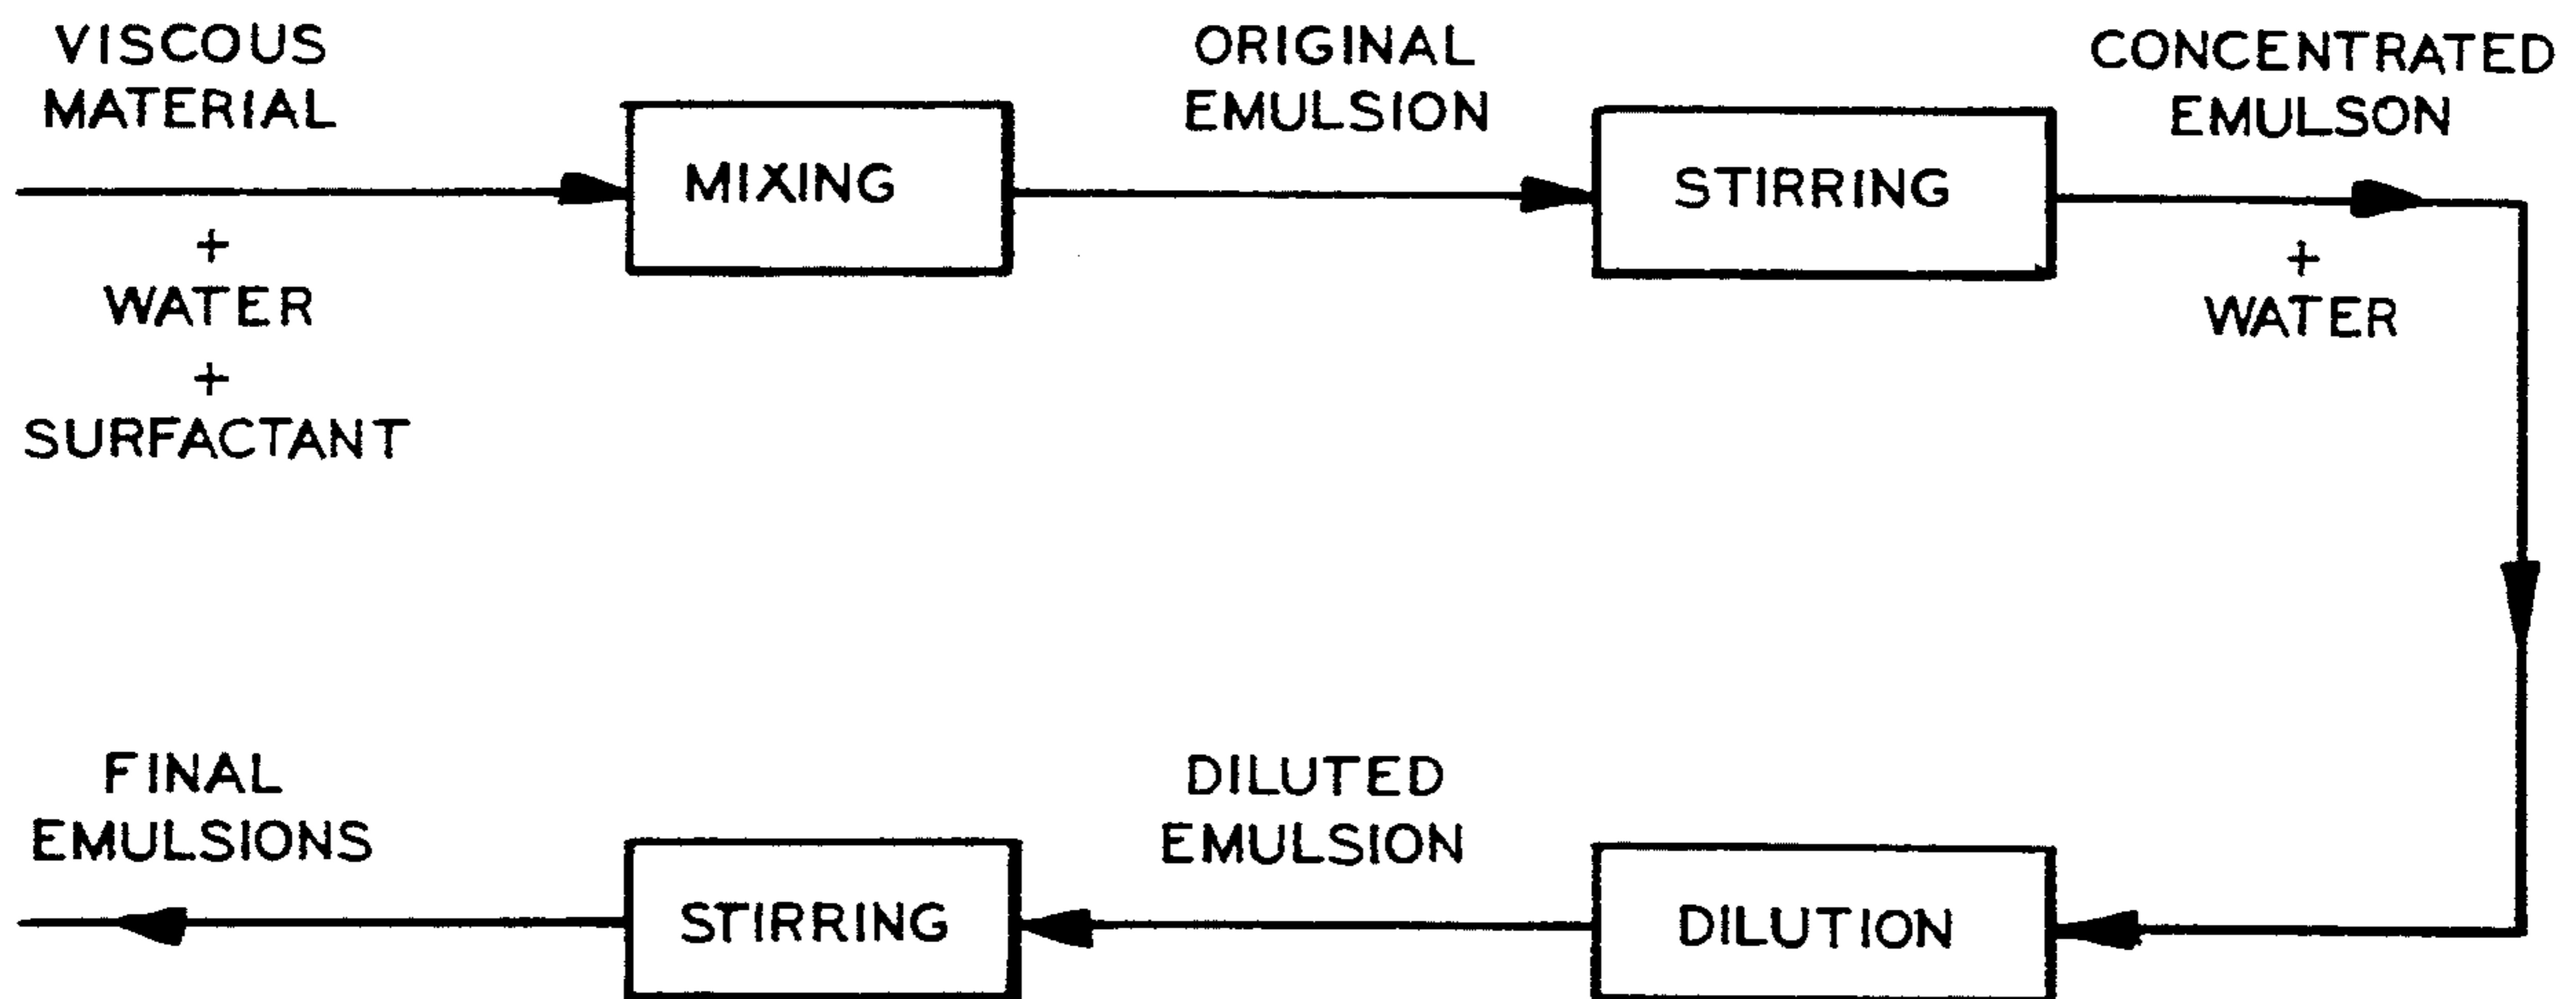 VISCOUS
MATERIAL
+
WATER
+
SURFACTANT
MIXING
ORIGINAL
EMULSION
STIRRING
CONCENTRATED
EMULSON
+
WATER
DILUTION
DILUTED
EMULSION
STIRRING
FINAL
EMULSIONS